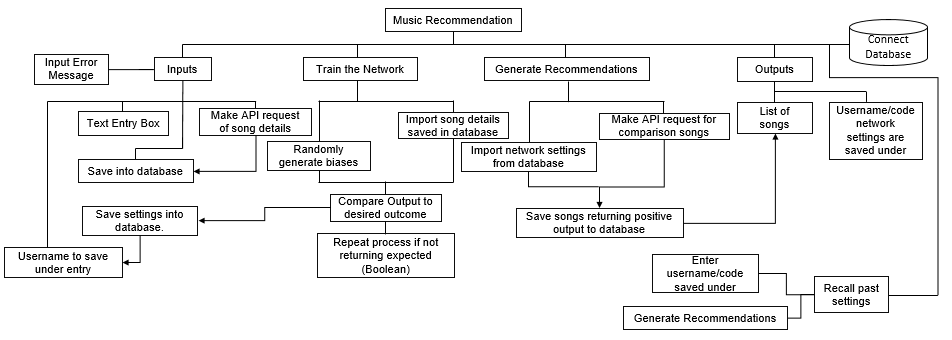 Music Recommendation
Connect
Database
Input Error
Message
Inputs
Train the Network
Generate Recommendations
Outputs
Text Entry Box
Make API request
of song details
Import song details
saved in database
Make API request for
comparison songs
List of
songs
Username/code
network
settings are
saved under
Randomly
generate biases
Import network settings
from database
Save into database
Compare Output to
desired outcome
Save settings into
database.
Save songs returning positive
output to database
Repeat process if not
returning expected
(Boolean)
Username to save
under entry
Enter
username/code
saved under
Recall past
settings
Generate Recommendations